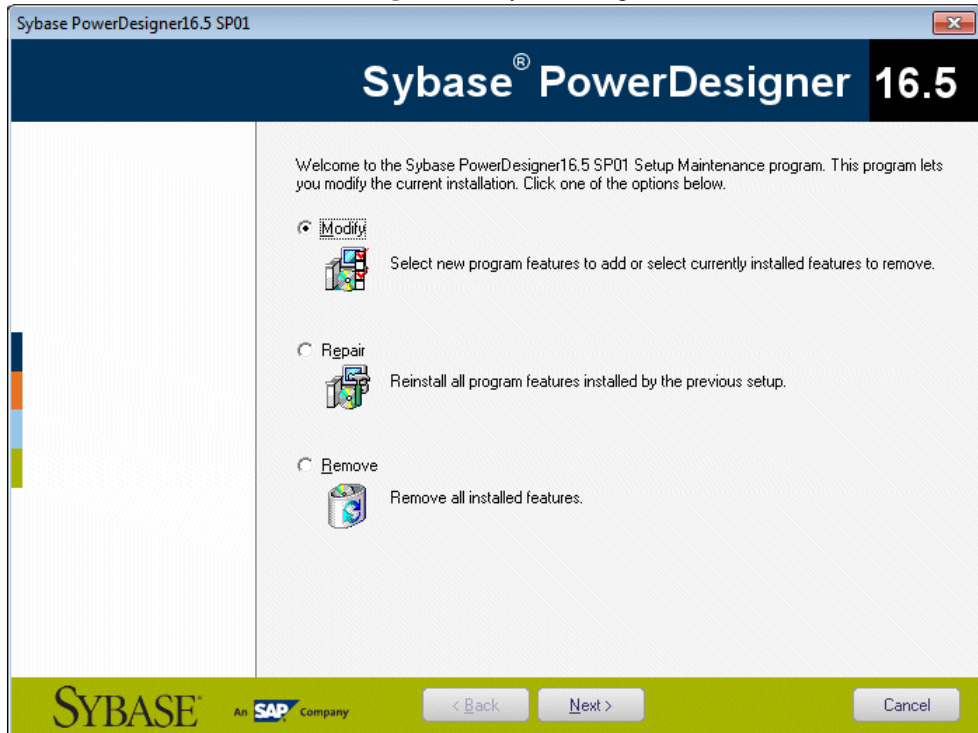 Sybase PowerDesigner16.5 SP01
Sybase® PowerDesigner 16.5
Welcome to the Sybase PowerDesigner16.5 SP01 Setup Maintenance program. This program lets
you modify the current installation. Click one of the options below.
Modify
Select new program features to add or select currently installed features to remove.
Repair
Reinstall all program features installed by the previous setup.
Remove
Remove all installed features.
SYBASE An SAP Company
< Back
Next >
Cancel